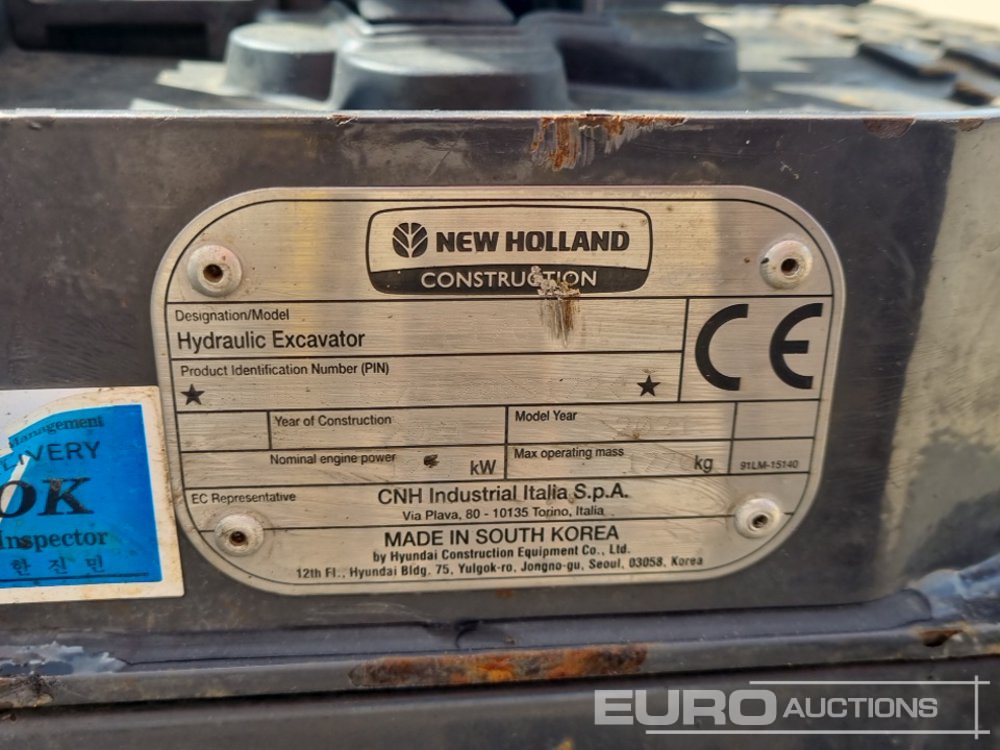 NEW HOLLAND
CONSTRUCTION
Designation/Model
Hydraulic Excavator
Product Identification Number (PIN)
★ ★
CE
Year of Construction
Model Year
Nominal engine power kW
Max operating mass kg
91LM-15140
EC Representative
CNH Industrial Italia S.p.A.
Via Plava, 80 - 10135 Torino, Italia
MADE IN SOUTH KOREA
by Hyundai Construction Equipment Co., Ltd.
12th Fl., Hyundai Bldg. 75, Yulgok-ro, Jongno-gu, Seoul, 03058, Korea
Management
LIVERY
OK
Inspector
한 진 민
EURO AUCTIONS